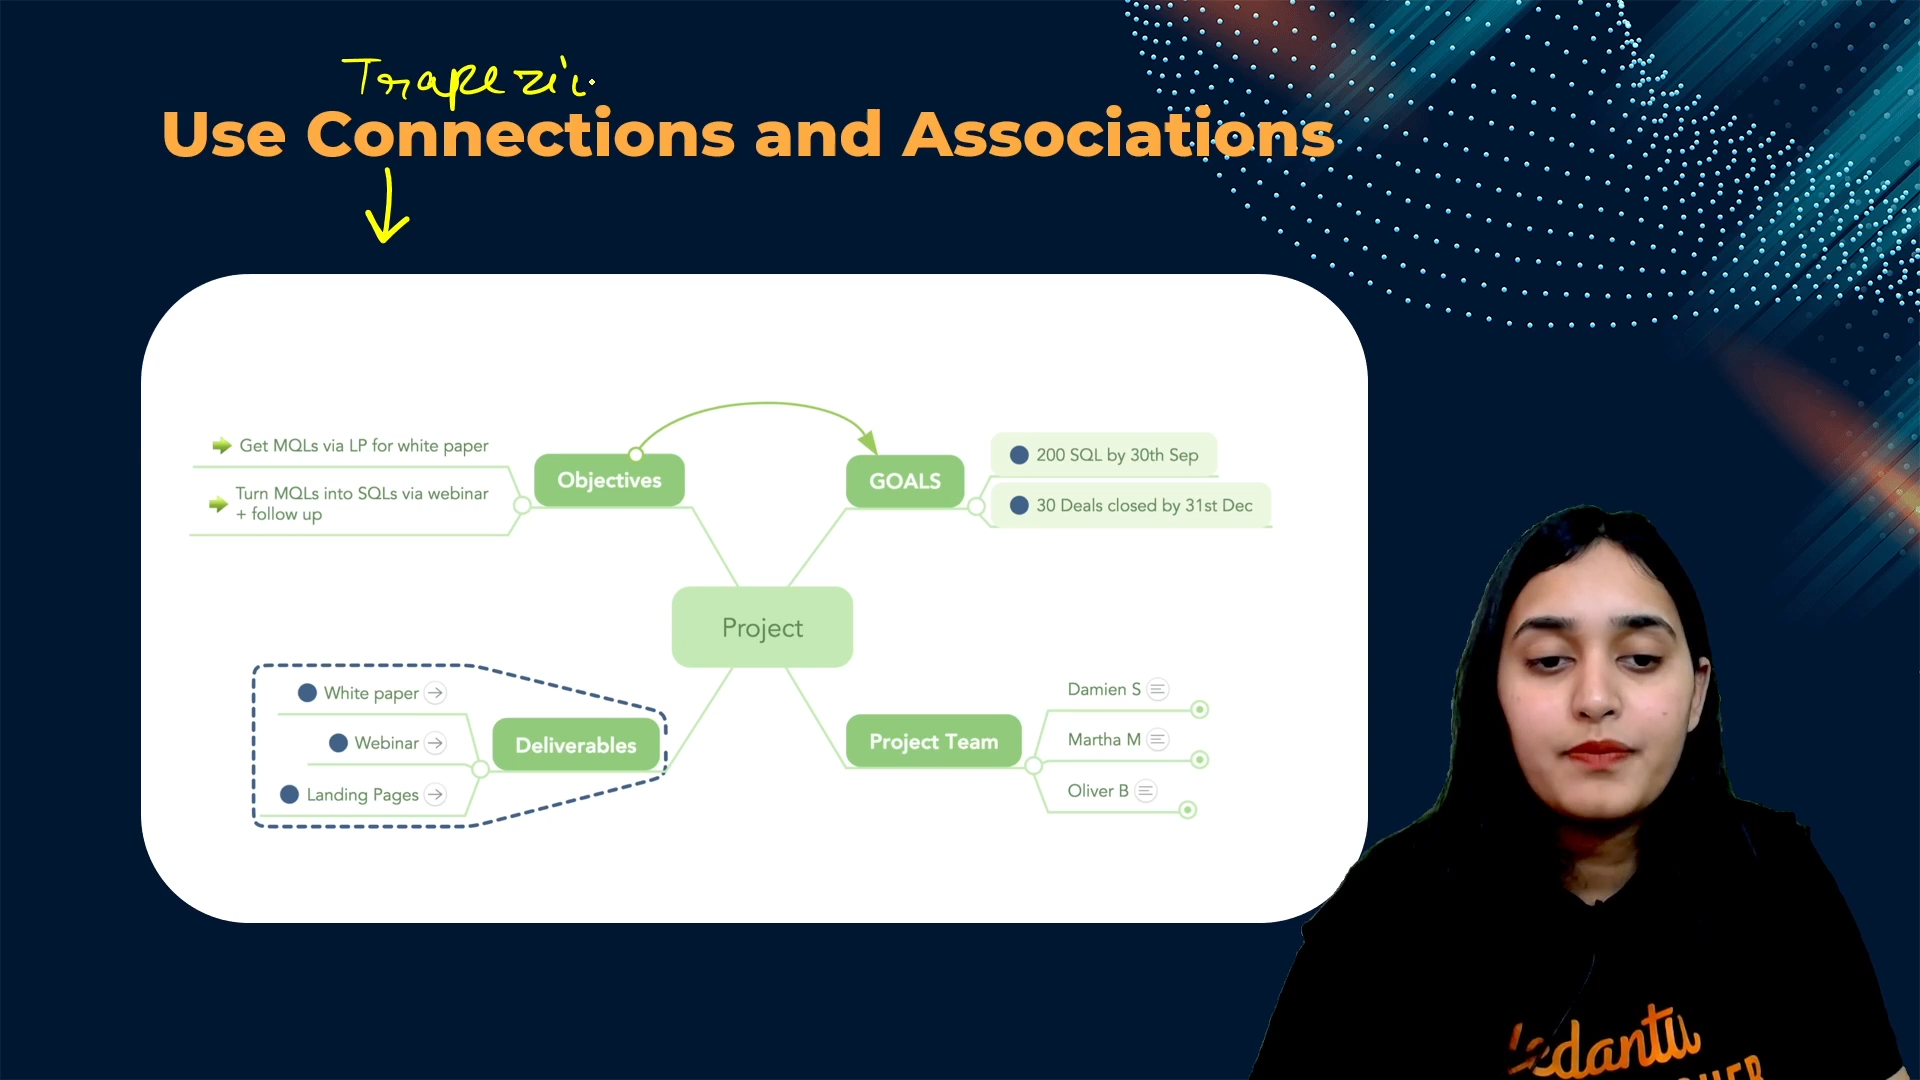 Trapezi
Use Connections and Associations
Get MQLs via LP for white paper
Turn MQLs into SQLs via webinar
+ follow up
Objectives
GOALS
200 SQL by 30th Sep
30 Deals closed by 31st Dec
Project
White paper
Webinar
Landing Pages
Deliverables
Project Team
Damien S
Martha M
Oliver B
Vedantu